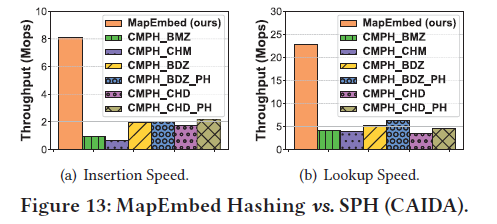 Throughput (Mops)
10
8
6
4
2
0
MapEmbed (ours)
CMPH_BMZ
CMPH_CHM
CMPH_BDZ
CMPH_BDZ_PH
CMPH_CHD
CMPH_CHD_PH
(a) Insertion Speed.
Throughput (Mops)
30
25
20
15
10
5
0
MapEmbed (ours)
CMPH_BMZ
CMPH_CHM
CMPH_BDZ
CMPH_BDZ_PH
CMPH_CHD
CMPH_CHD_PH
(b) Lookup Speed.
Figure 13: MapEmbed Hashing vs. SPH (CAIDA).